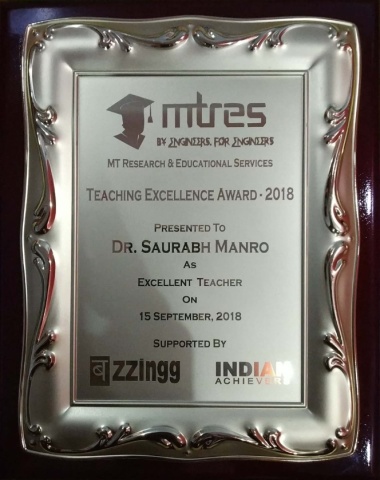 mtres
BY ENGINEERS, FOR ENGINEERS
MT RESEARCH & EDUCATIONAL SERVICES
TEACHING EXCELLENCE AWARD - 2018
PRESENTED TO
DR. SAURABH MANRO
AS
EXCELLENT TEACHER
ON
15 SEPTEMBER, 2018
SUPPORTED BY
बzzingg INDIAN
ACHIEVERS